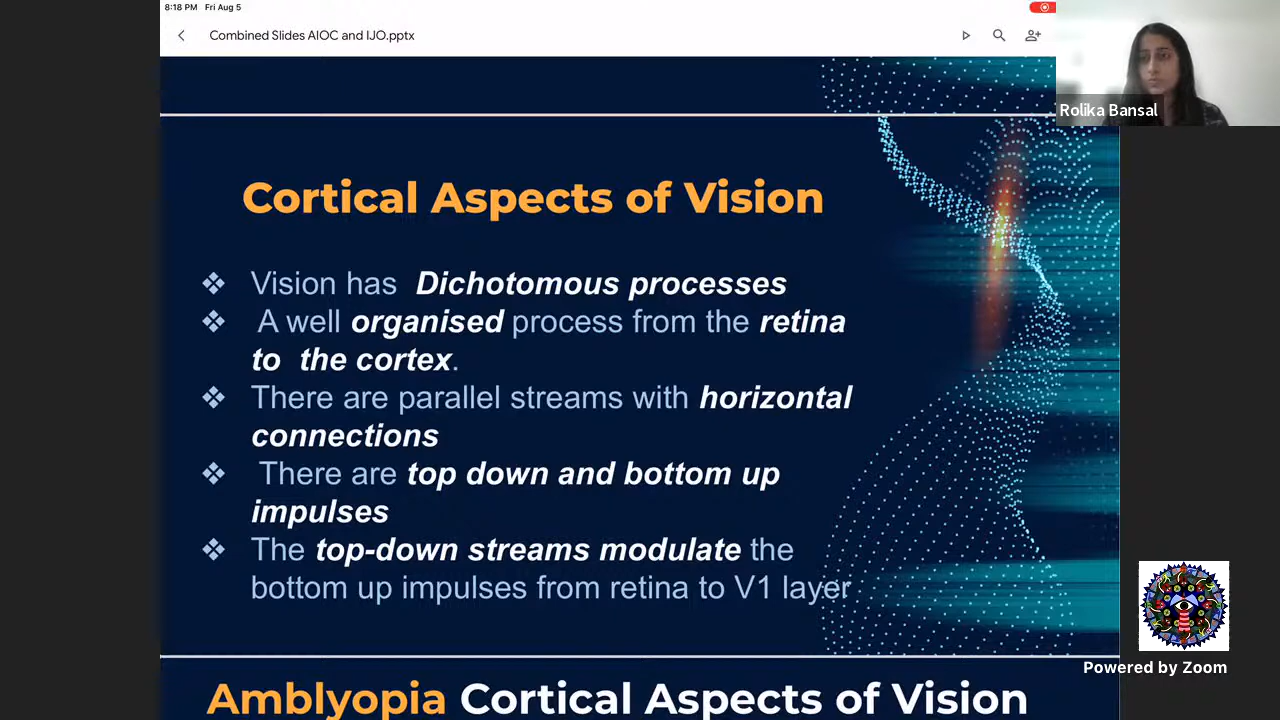 8:18 PM Fri Aug 5
Combined Slides AIOC and IJO.pptx
Rolika Bansal
Cortical Aspects of Vision
❖ Vision has Dichotomous processes
❖ A well organised process from the retina
to the cortex.
❖ There are parallel streams with horizontal
connections
❖ There are top down and bottom up
impulses
❖ The top-down streams modulate the
bottom up impulses from retina to V1 layer
Powered by Zoom
Amblyopia Cortical Aspects of Vision